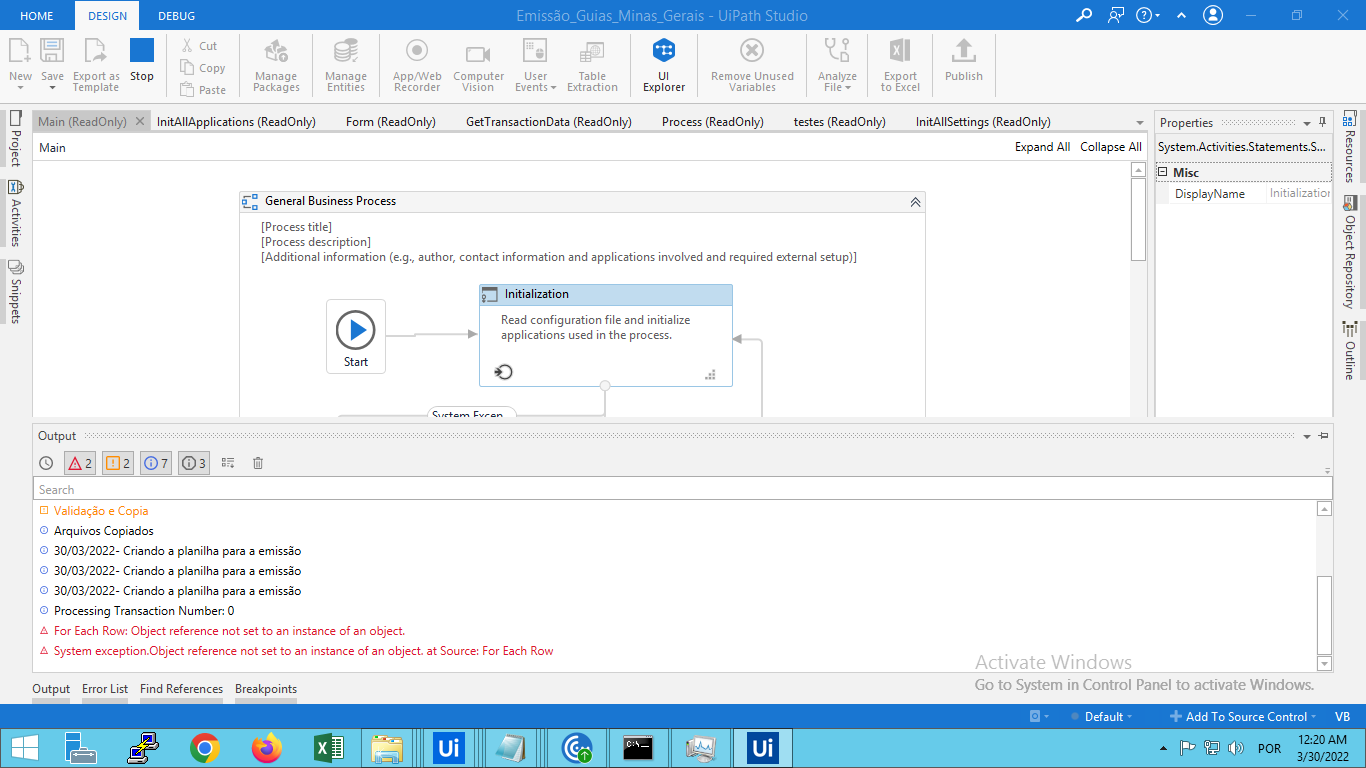 HOME DESIGN DEBUG Emissão_Guias_Minas_Gerais - UiPath Studio
New Save Export as Template Stop Cut Copy Paste Manage Packages Manage Entities App/Web Recorder Computer Vision User Events Table Extraction UI Explorer Remove Unused Variables Analyze File Export to Excel Publish
Main (ReadOnly) InitAllApplications (ReadOnly) Form (ReadOnly) GetTransactionData (ReadOnly) Process (ReadOnly) testes (ReadOnly) InitAllSettings (ReadOnly)
Main Expand All Collapse All
Project
Activities
Snippets
General Business Process
[Process title]
[Process description]
[Additional information (e.g., author, contact information and applications involved and required external setup)]
Start
Initialization
Read configuration file and initialize
applications used in the process.
System Excep
Properties
System.Activities.Statements.S...
Misc
DisplayName Initialization
Resources
Object Repository
Outline
Output
2 2 7 3
Search
Validação e Copia
Arquivos Copiados
30/03/2022- Criando a planilha para a emissão
30/03/2022- Criando a planilha para a emissão
30/03/2022- Criando a planilha para a emissão
Processing Transaction Number: 0
For Each Row: Object reference not set to an instance of an object.
System exception.Object reference not set to an instance of an object. at Source: For Each Row
Activate Windows
Go to System in Control Panel to activate Windows.
Output Error List Find References Breakpoints
Default Add To Source Control VB
Ui Ui POR
12:20 AM
3/30/2022